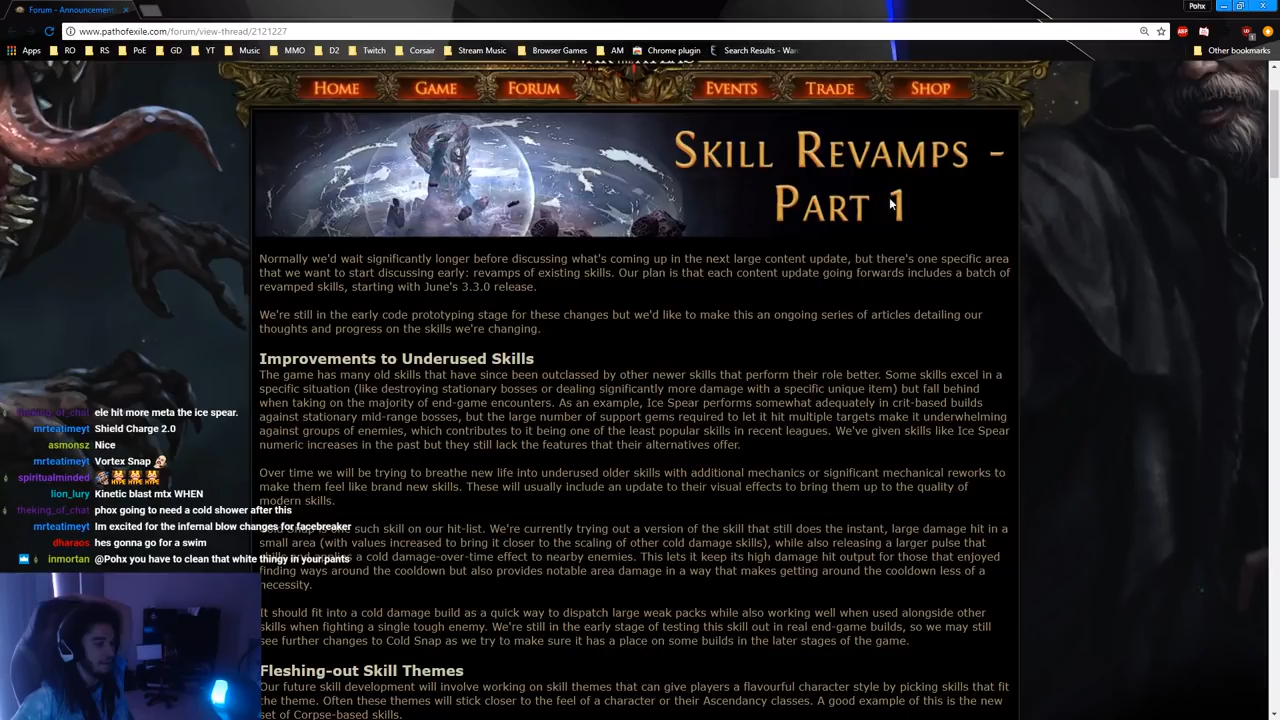 Forum - Announcement
Pohx
www.pathofexile.com/forum/view-thread/2121227
Apps RO RS PoE GD YT Music MMO D2 Twitch Corsair Stream Music Browser Games AM Chrome plugin Search Results - War Other bookmarks
HOME GAME FORUM EVENTS TRADE SHOP
SKILL REVAMPS -
PART 1
Normally we'd wait significantly longer before discussing what's coming up in the next large content update, but there's one specific area
that we want to start discussing early: revamps of existing skills. Our plan is that each content update going forwards includes a batch of
revamped skills, starting with June's 3.3.0 release.
We're still in the early code prototyping stage for these changes but we'd like to make this an ongoing series of articles detailing our
thoughts and progress on the skills we're changing.
Improvements to Underused Skills
The game has many old skills that have since been outclassed by other newer skills that perform their role better. Some skills excel in a
specific situation (like destroying stationary bosses or dealing significantly more damage with a specific unique item) but fall behind
when taking on the majority of end-game encounters. As an example, Ice Spear performs somewhat adequately in crit-based builds
against stationary mid-range bosses, but the large number of support gems required to let it hit multiple targets make it underwhelming
against groups of enemies, which contributes to it being one of the least popular skills in recent leagues. We've given skills like Ice Spear
numeric increases in the past but they still lack the features that their alternatives offer.
Over time we will be trying to breathe new life into underused older skills with additional mechanics or significant mechanical reworks to
make them feel like brand new skills. These will usually include an update to their visual effects to bring them up to the quality of
modern skills.
such skill on our hit-list. We're currently trying out a version of the skill that still does the instant, large damage hit in a
small area (with values increased to bring it closer to the scaling of other cold damage skills), while also releasing a larger pulse that
a cold damage-over-time effect to nearby enemies. This lets it keep its high damage hit output for those that enjoyed
finding ways around the cooldown but also provides notable area damage in a way that makes getting around the cooldown less of a
necessity.
It should fit into a cold damage build as a quick way to dispatch large weak packs while also working well when used alongside other
skills when fighting a single tough enemy. We're still in the early stage of testing this skill out in real end-game builds, so we may still
see further changes to Cold Snap as we try to make sure it has a place on some builds in the later stages of the game.
Fleshing-out Skill Themes
Our future skill development will involve working on skill themes that can give players a flavourful character style by picking skills that fit
the theme. Often these themes will stick closer to the feel of a character or their Ascendancy classes. A good example of this is the new
set of Corpse-based skills.
theking_of_chat ele hit more meta the ice spear.
mrteatimeyt Shield Charge 2.0
asmonsz Nice
mrteatimeyt Vortex Snap
spiritualminded HYPE HYPE HYPE
lion_lury Kinetic blast mtx WHEN
theking_of_chat phox going to need a cold shower after this
mrteatimeyt Im excited for the infernal blow changes for facebreaker
dharaos hes gonna go for a swim
inmortan @Pohx you have to clean that white thingy in your pants